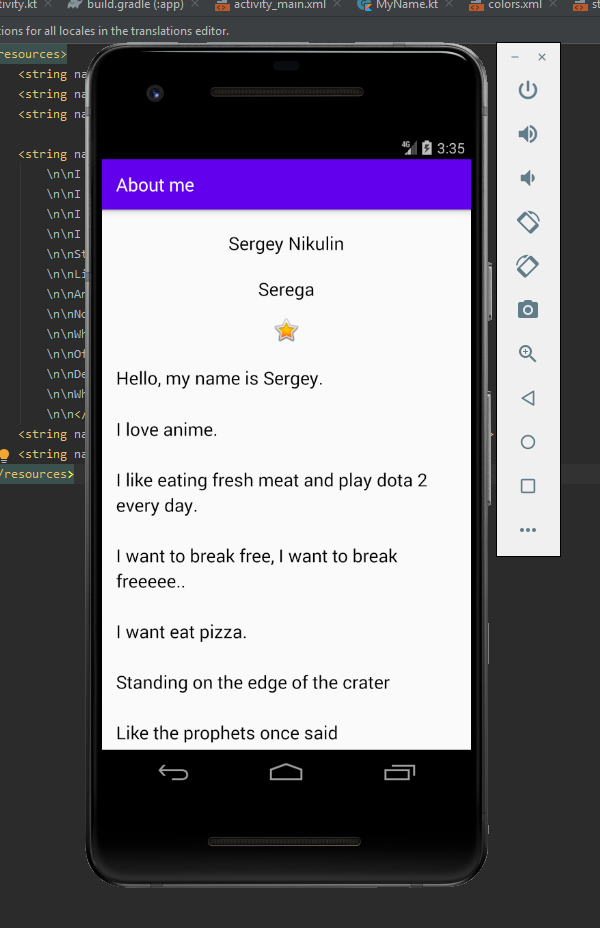 ivity.kt build.gradle (:app) activity_main.xml MyName.kt colors.xml st
ions for all locales in the translations editor.
resources>
<string na
<string na
<string na
<string na
\n\nI
\n\nI
\n\nI
\n\nI
\n\nSt
\n\nLi
\n\nAn
\n\nNo
\n\nWh
\n\nOf
\n\nDe
\n\nWh
\n\n</
<string na
<string na
/resources>
4G 3:35
About me
Sergey Nikulin
Serega
Hello, my name is Sergey.
I love anime.
I like eating fresh meat and play dota 2
every day.
I want to break free, I want to break
freeeee..
I want eat pizza.
Standing on the edge of the crater
Like the prophets once said